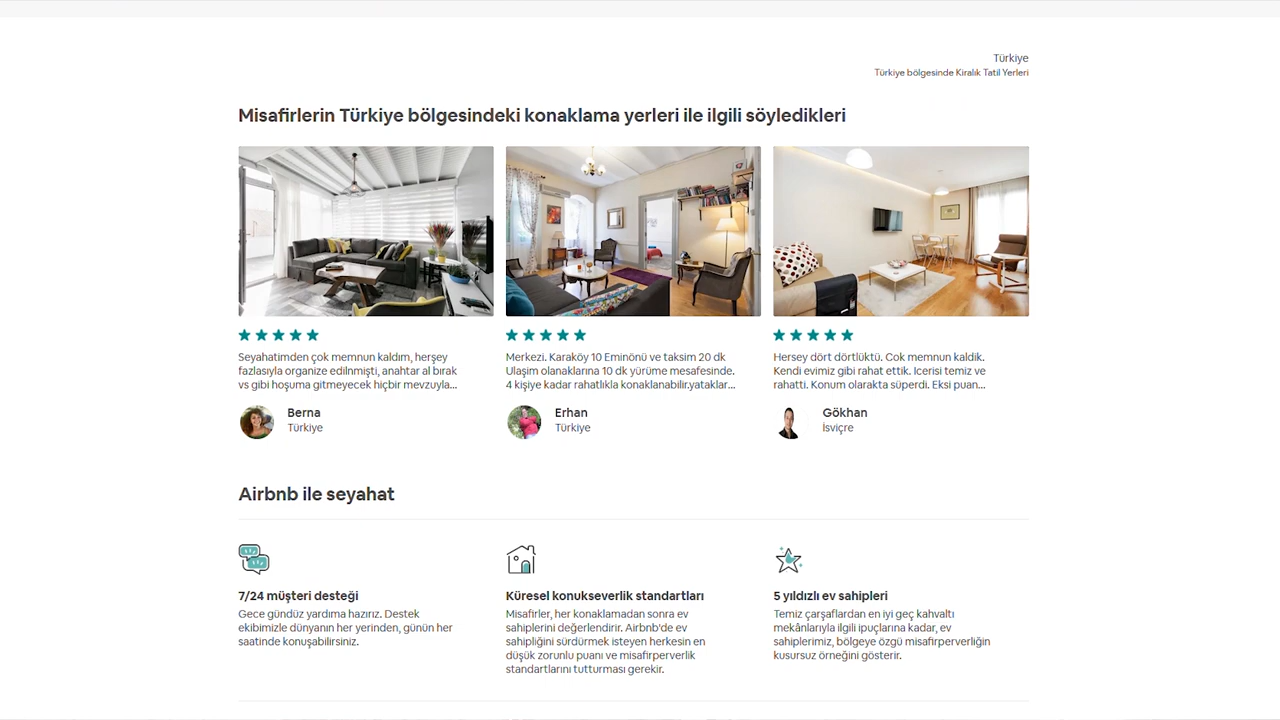 Türkiye
Türkiye bölgesinde Kiralık Tatil Yerleri
Misafirlerin Türkiye bölgesindeki konaklama yerleri ile ilgili söyledikleri
Seyahatimden çok memnun kaldım, herşey
fazlasıyla organize edilnmişti, anahtar al bırak
vs gibi hoşuma gitmeyecek hiçbir mevzuyla...
Berna
Türkiye
Merkezi. Karaköy 10 Eminönü ve taksim 20 dk
Ulaşim olanaklarına 10 dk yürüme mesafesinde.
4 kişiye kadar rahatlıkla konaklanabilir.yataklar...
Erhan
Türkiye
Hersey dört dörtlüktü. Cok memnun kaldik.
Kendi evimiz gibi rahat ettik. Icerisi temiz ve
rahatti. Konum olarakta süperdi. Eksi puan...
Gökhan
İsviçre
Airbnb ile seyahat
7/24 müşteri desteği
Gece gündüz yardıma hazırız. Destek
ekibimizle dünyanın her yerinden, günün her
saatinde konuşabilirsiniz.
Küresel konukseverlik standartları
Misafirler, her konaklamadan sonra ev
sahiplerini değerlendirir. Airbnb'de ev
sahipliğini sürdürmek isteyen herkesin en
düşük zorunlu puanı ve misafirperverlik
standartlarını tutturması gerekir.
5 yıldızlı ev sahipleri
Temiz çarşaflardan en iyi geç kahvaltı
mekânlarıyla ilgili ipuçlarına kadar, ev
sahiplerimiz, bölgeye özgü misafirperverliğin
kusursuz örneğini gösterir.